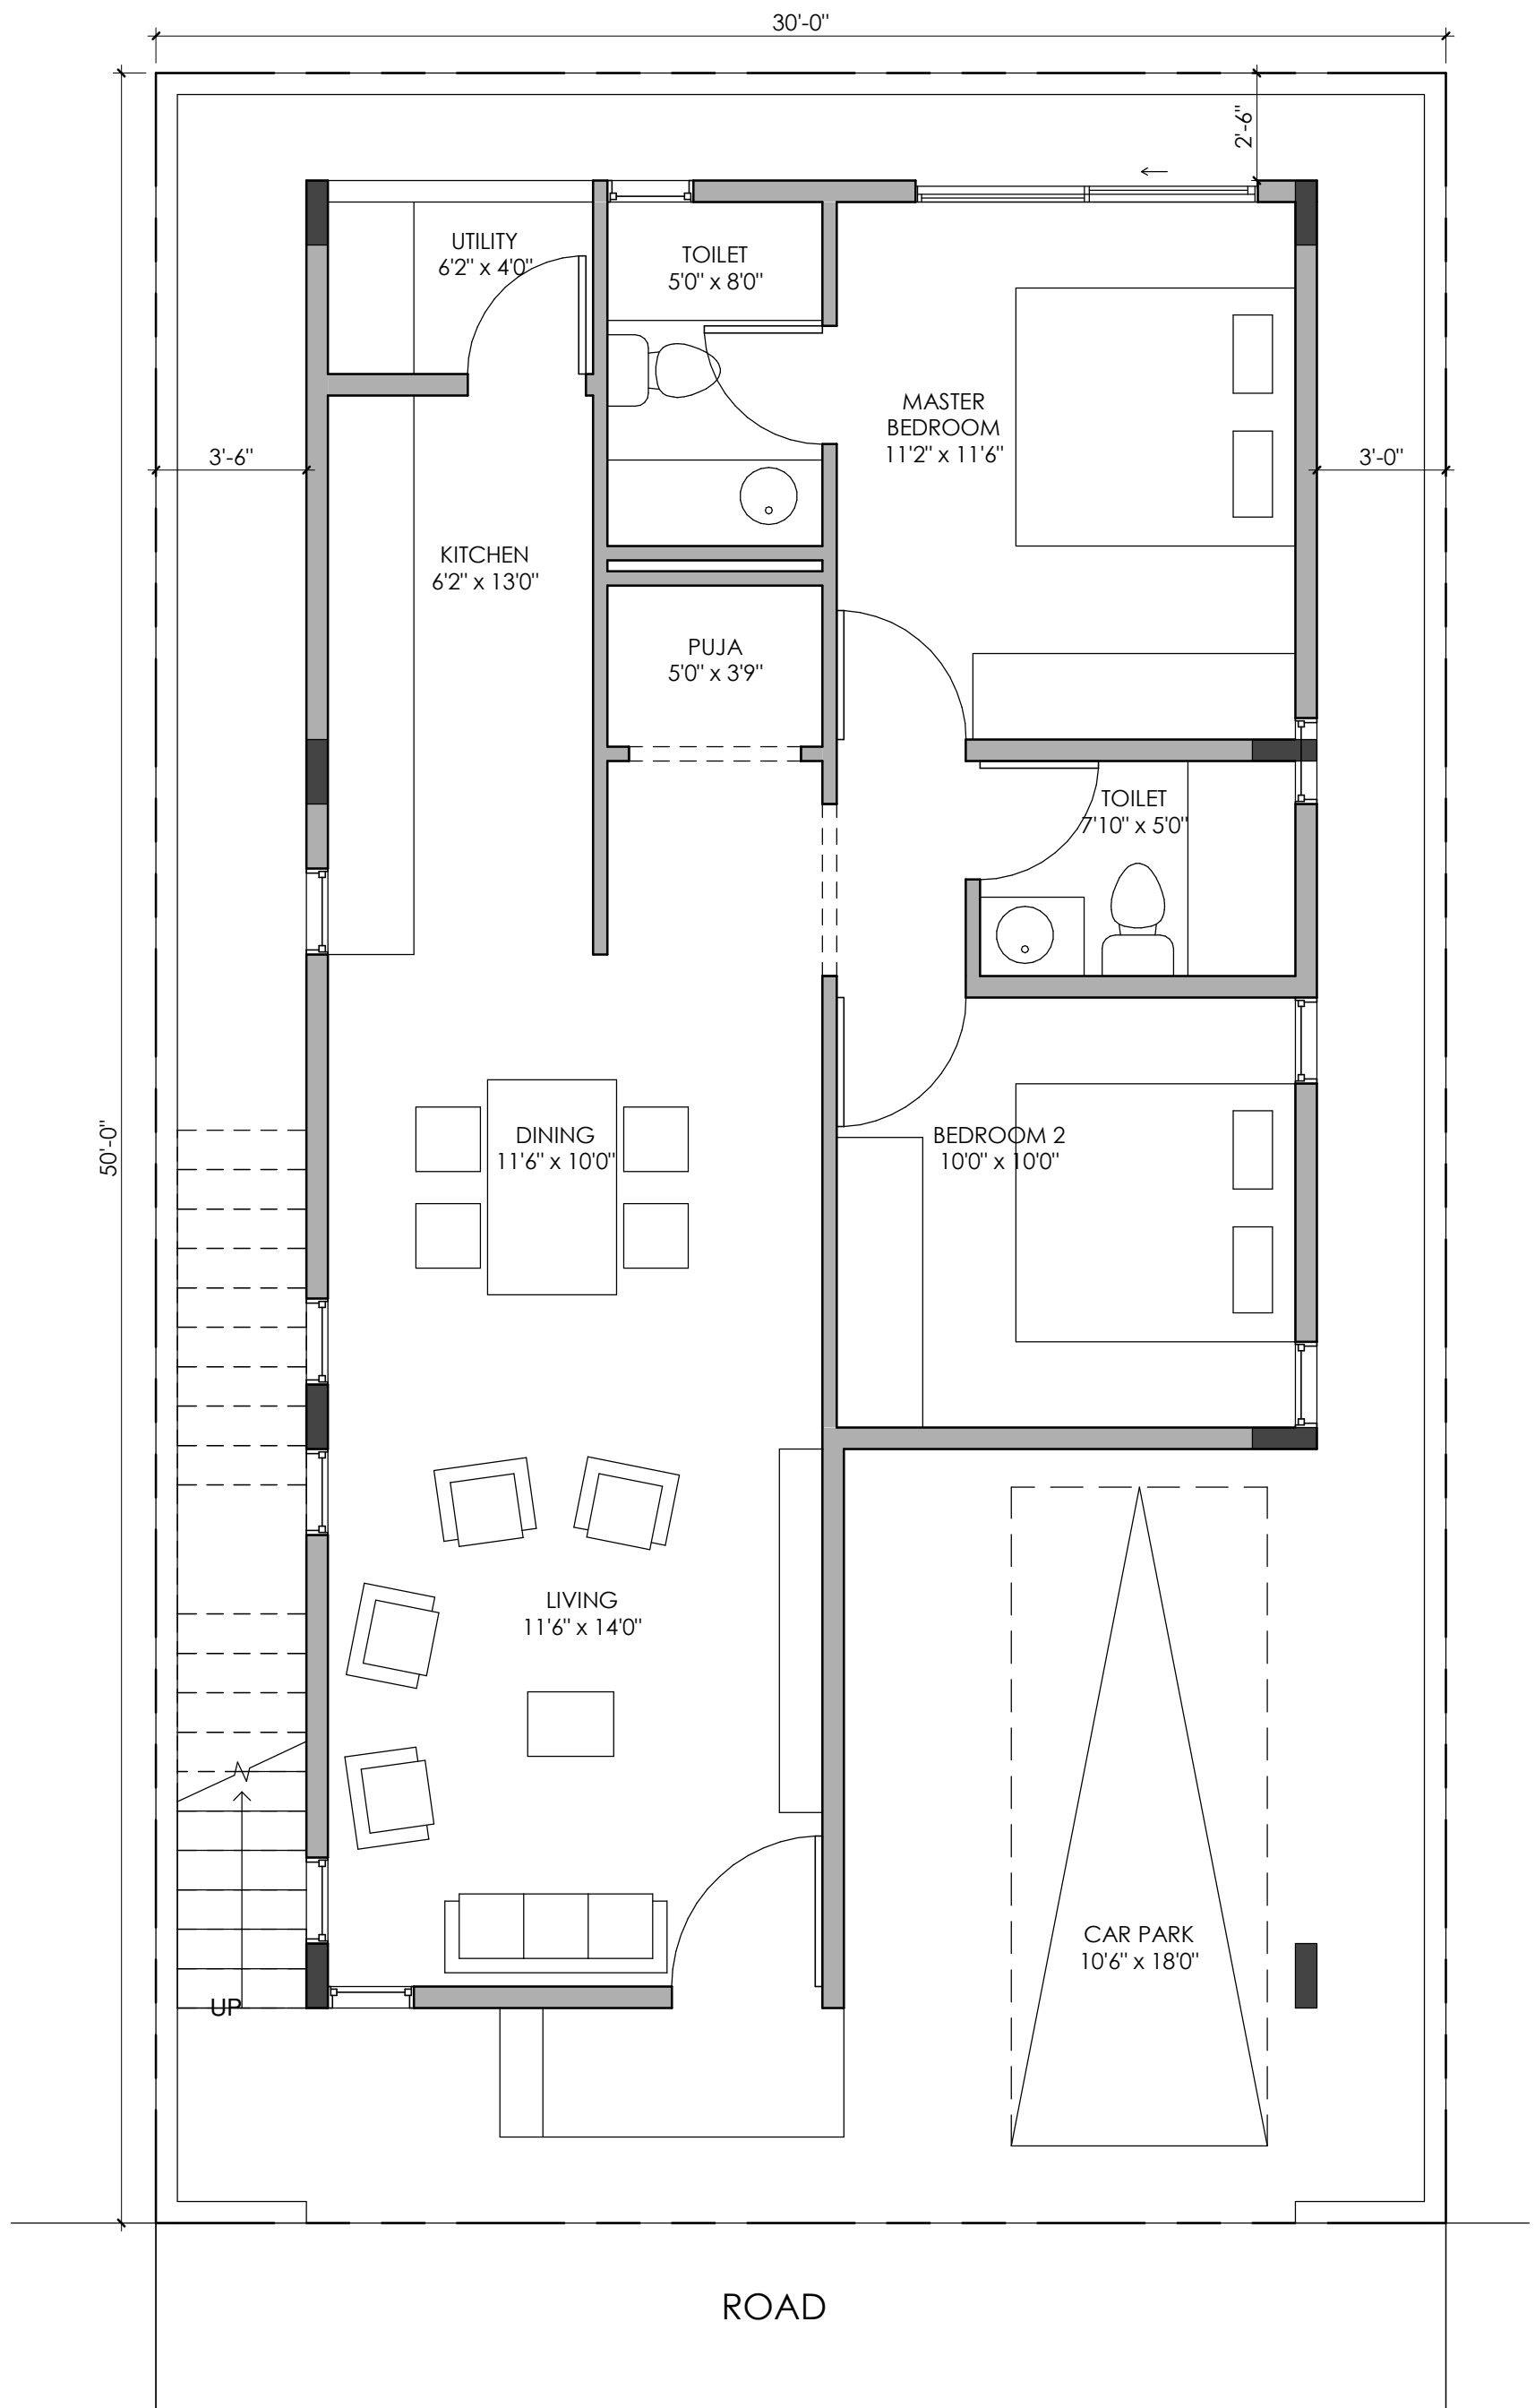 30'-0"
2'-6"
UTILITY
6'2" x 4'0"
TOILET
5'0" x 8'0"
MASTER
BEDROOM
11'2" x 11'6"
3'-6"
3'-0"
KITCHEN
6'2" x 13'0"
PUJA
5'0" x 3'9"
TOILET
7'10" x 5'0"
50'-0"
DINING
11'6" x 10'0"
BEDROOM 2
10'0" x 10'0"
LIVING
11'6" x 14'0"
CAR PARK
10'6" x 18'0"
UP
ROAD